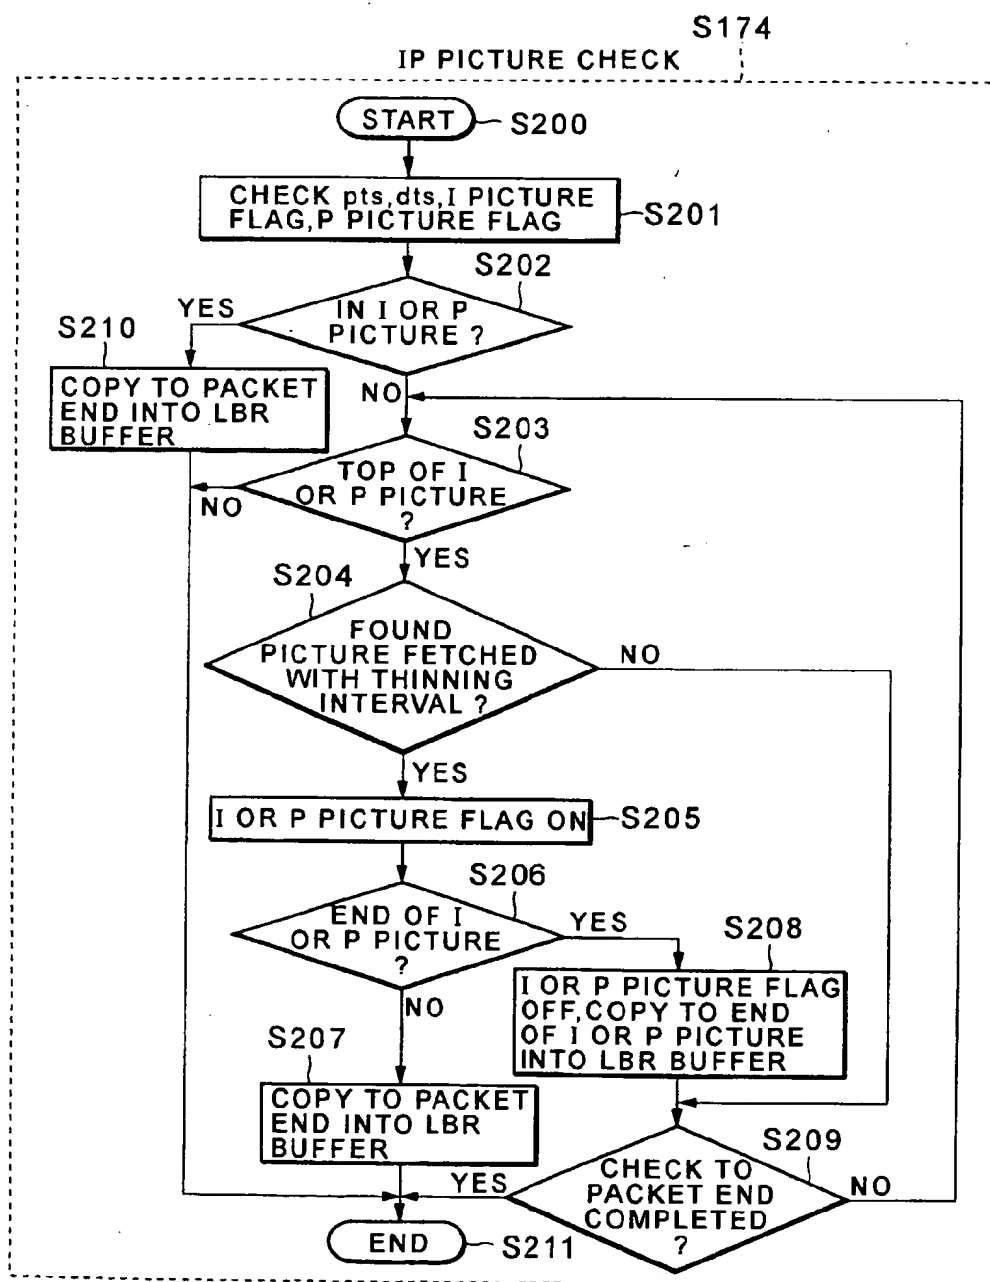 S174
IP PICTURE CHECK
START
S200
CHECK pts,dts,I PICTURE
FLAG,P PICTURE FLAG
S201
S202
IN I OR P
PICTURE ?
YES
S210
COPY TO PACKET
END INTO LBR
BUFFER
NO
S203
TOP OF I
OR P PICTURE
?
NO
YES
S204
FOUND
PICTURE FETCHED
WITH THINNING
INTERVAL ?
NO
YES
I OR P PICTURE FLAG ON
S205
S206
END OF I
OR P PICTURE
?
YES
S208
I OR P PICTURE FLAG
OFF,COPY TO END
OF I OR P PICTURE
INTO LBR BUFFER
NO
S207
COPY TO PACKET
END INTO LBR
BUFFER
S209
CHECK TO
PACKET END
COMPLETED
?
YES
NO
END
S211